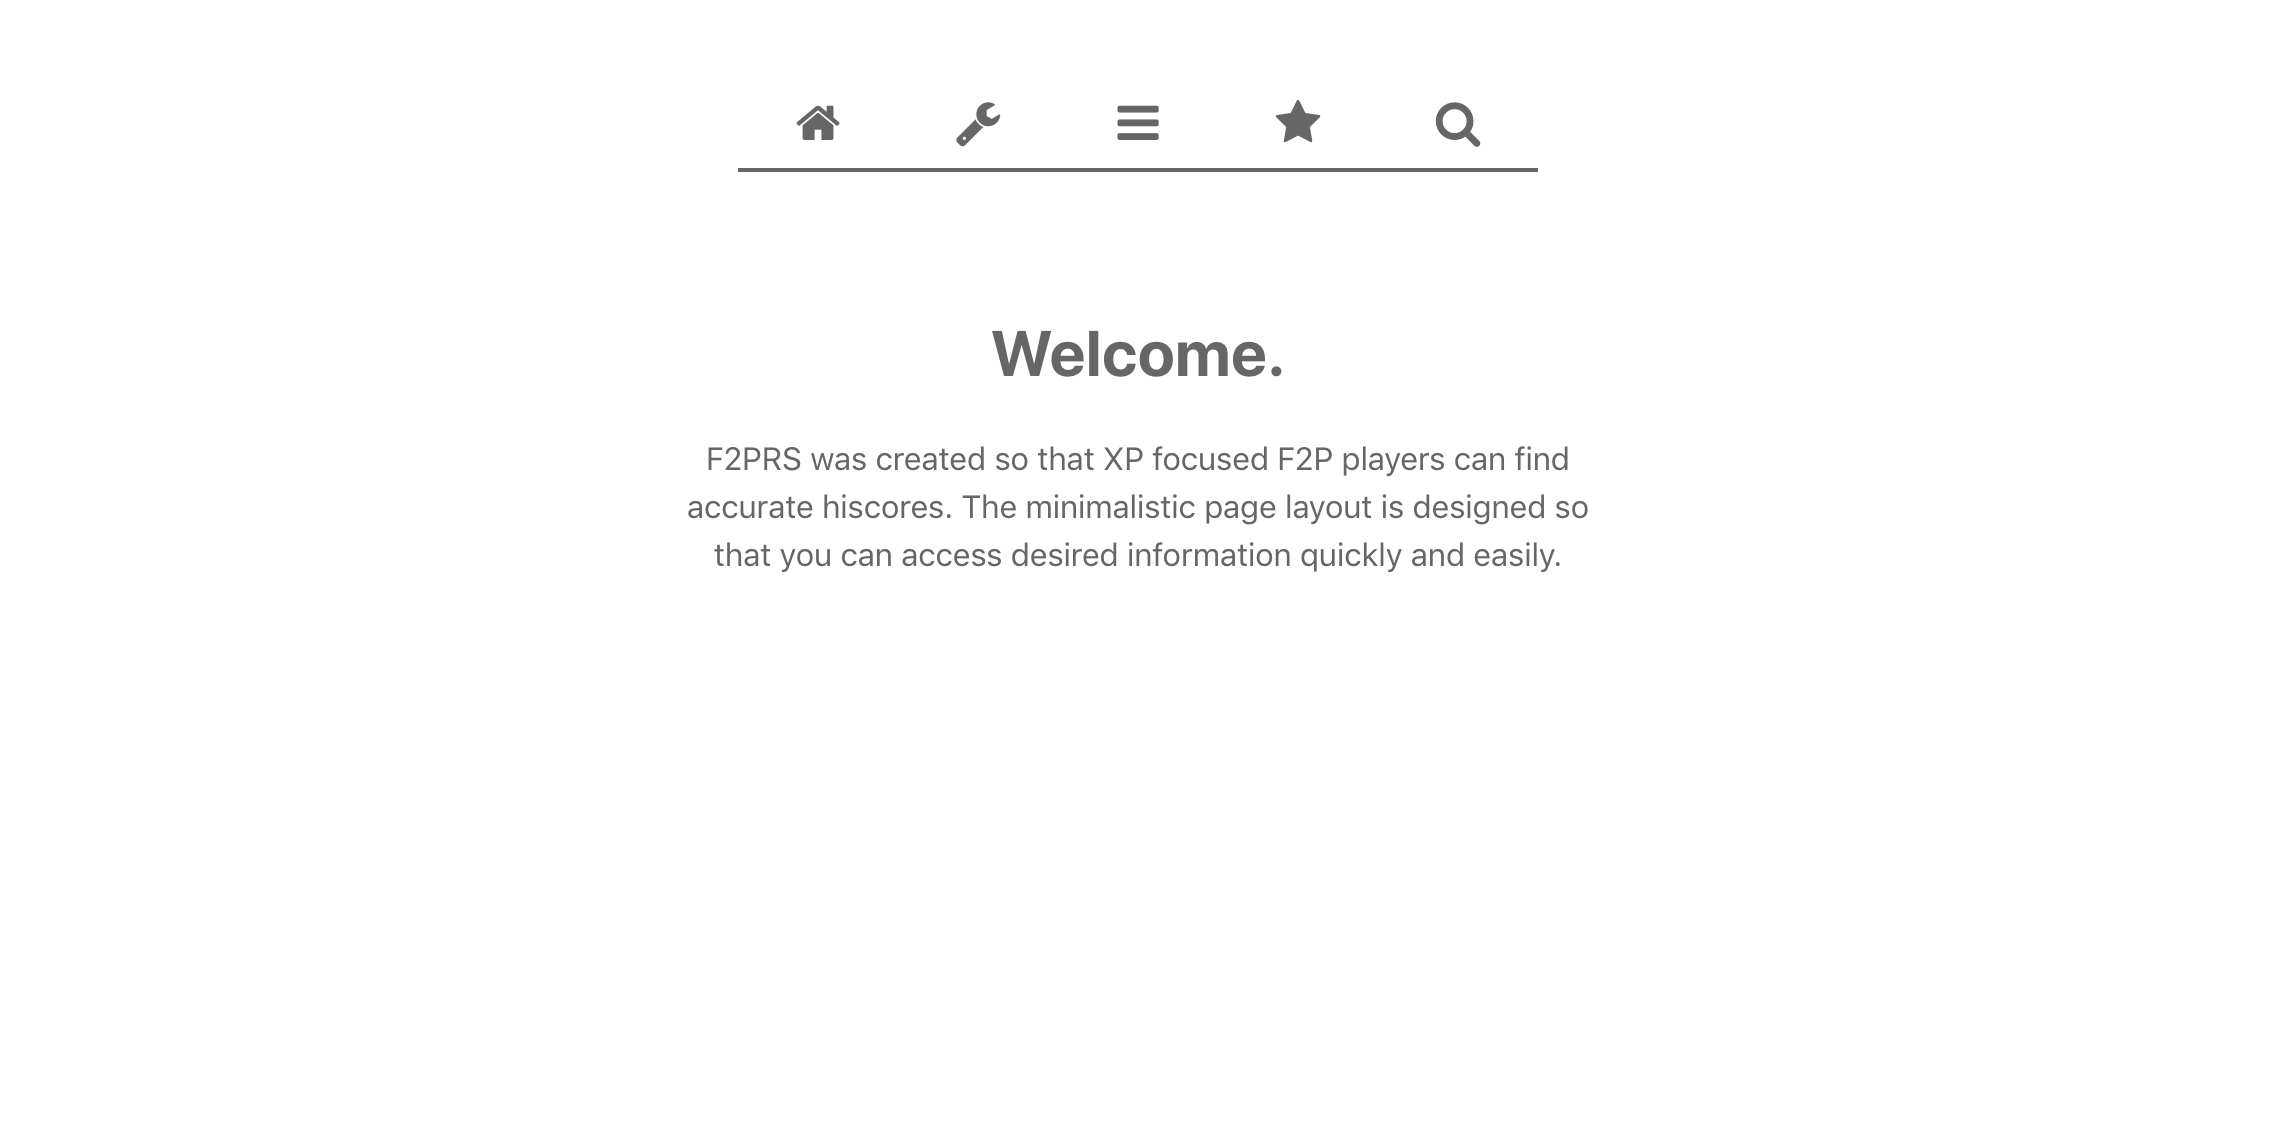 Welcome.
F2PRS was created so that XP focused F2P players can find
accurate hiscores. The minimalistic page layout is designed so
that you can access desired information quickly and easily.